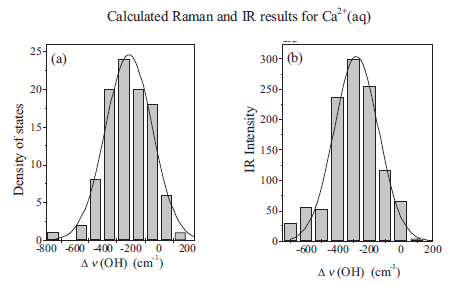 Calculated Raman and IR results for Ca²⁺(aq)
(a)
Density of states
25
20
15
10
5
0
-800 -600 -400 -200 0 200
Δ ν (OH) (cm⁻¹)
(b)
IR Intensity
300
250
200
150
100
50
0
-600 -400 -200 0 200
Δ ν (OH) (cm⁻¹)